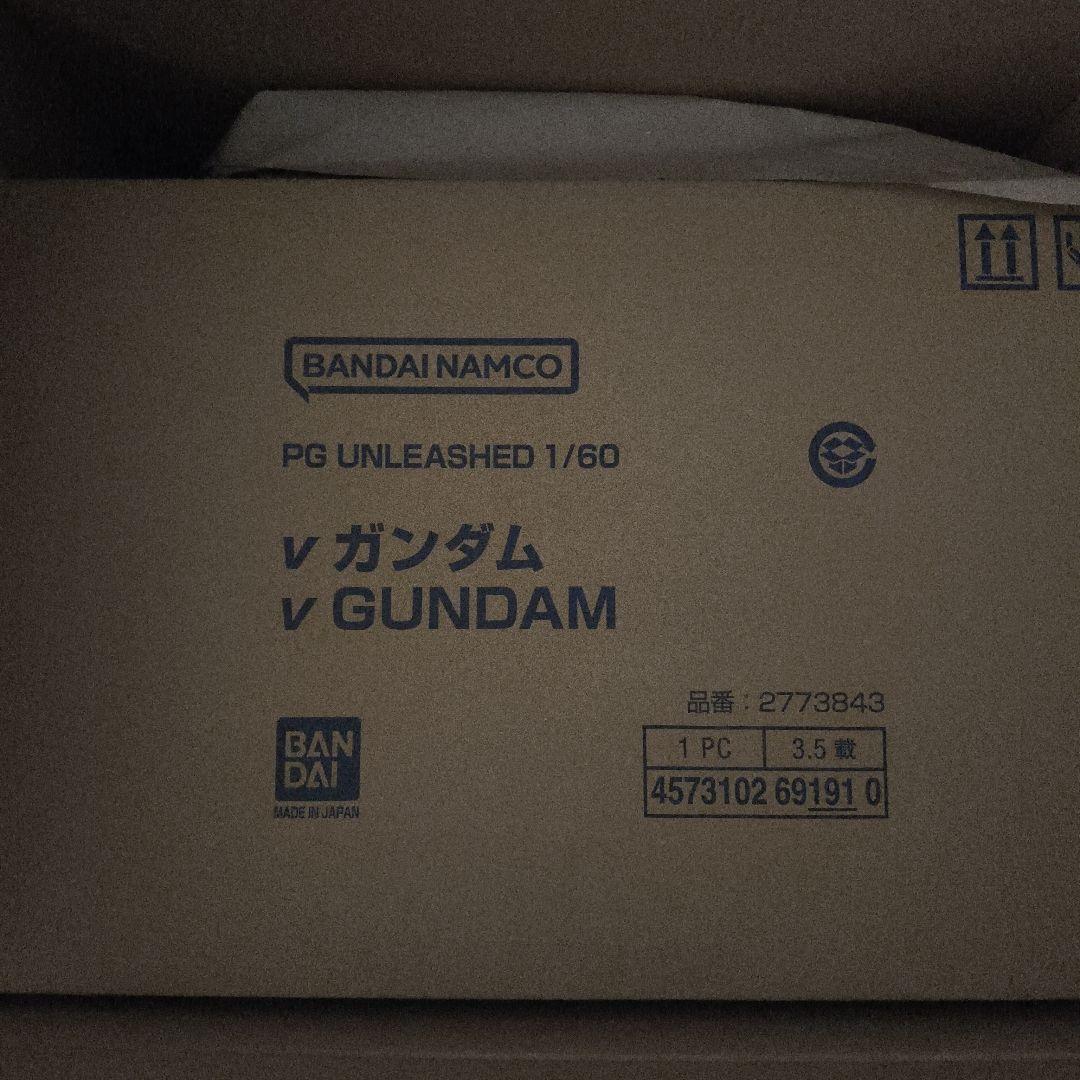 BANDAI NAMCO
PG UNLEASHED 1/60
ν ガンダム
ν GUNDAM
品番：2773843
1 PC 3.5 載
4573102 69191 0
BAN
DAI
MADE IN JAPAN